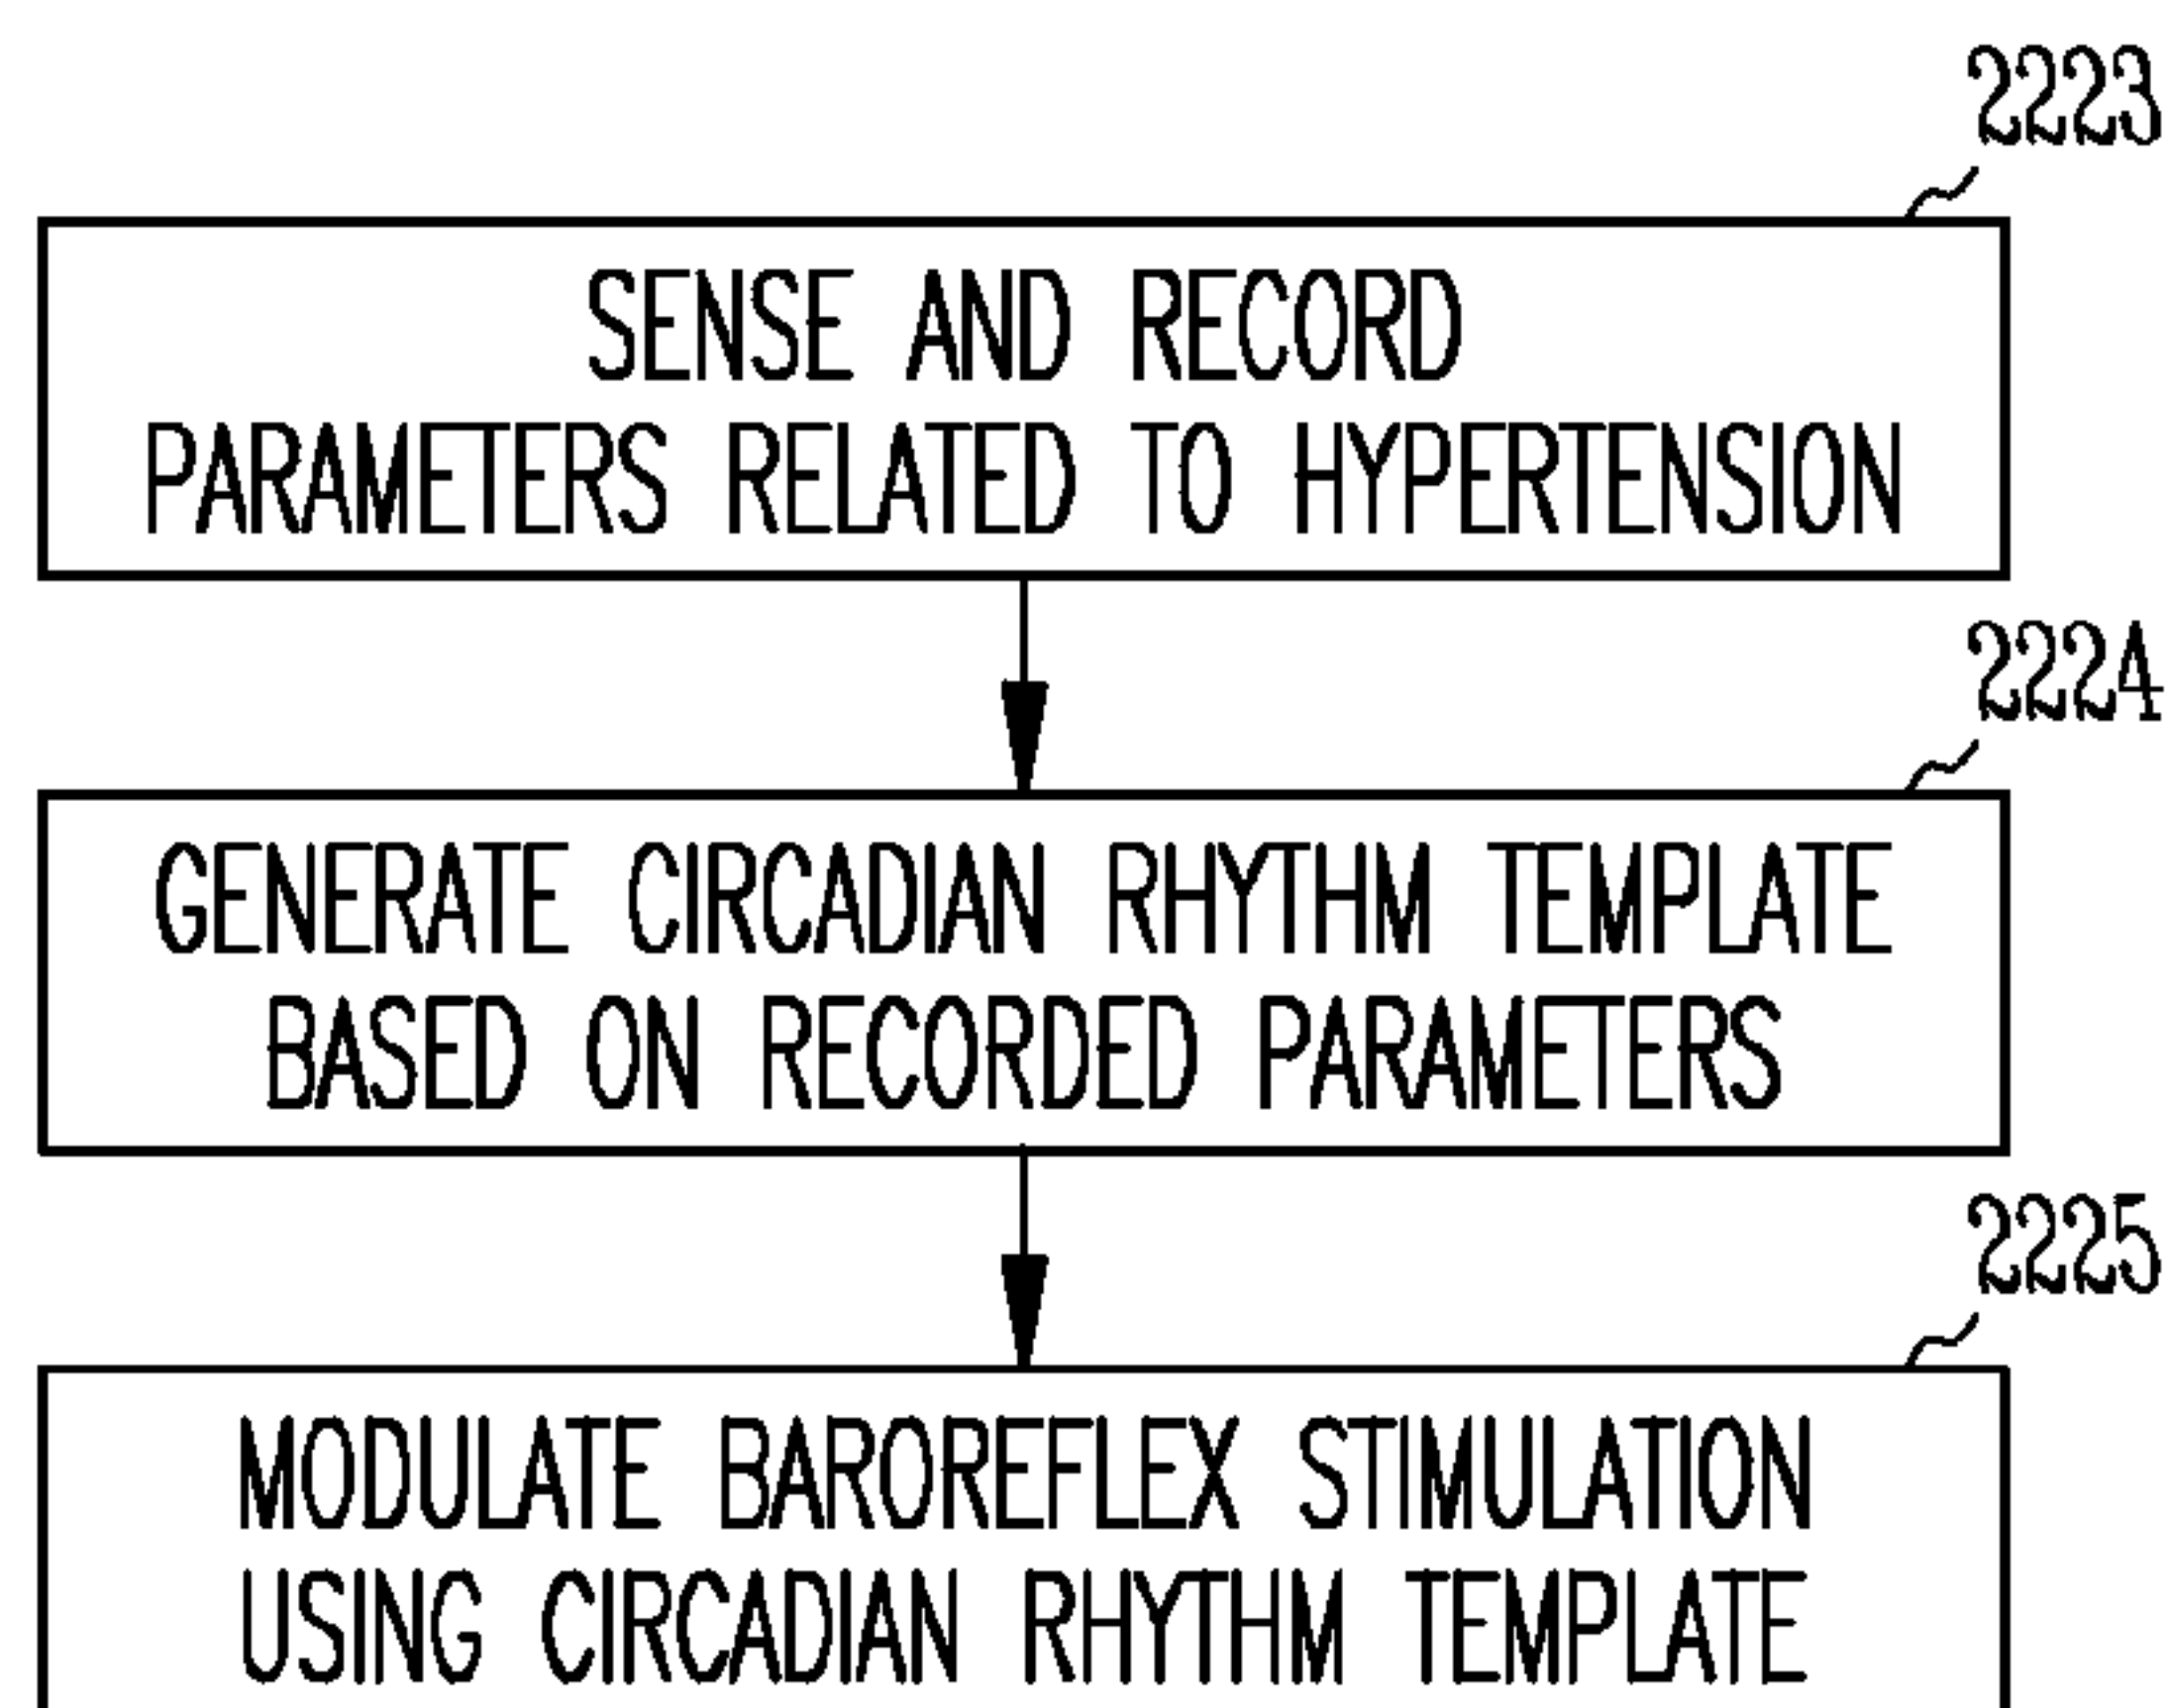 2223
SENSE AND RECORD
PARAMETERS RELATED TO HYPERTENSION
2224
GENERATE CIRCADIAN RHYTHM TEMPLATE
BASED ON RECORDED PARAMETERS
2225
MODULATE BAROREFLEX STIMULATION
USING CIRCADIAN RHYTHM TEMPLATE